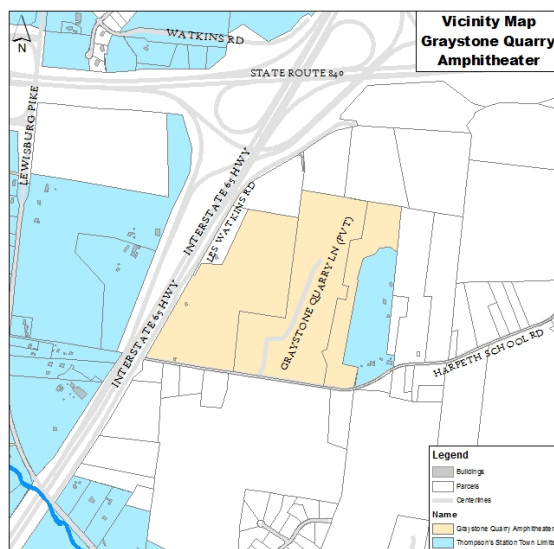 Vicinity Map
Graystone Quarry
Amphitheater
N
WATKINS RD
STATE ROUTE 840
LEWISBURG PIKE
INTERSTATE 65 HWY
LES WATKINS RD
INTERSTATE 65 HWY
GRAYSTONE QUARRY LN (PVT)
HARPETH SCHOOL RD
Legend
Buildings
Parcels
Centerlines
Name
Graystone Quarry Amphitheater
Thompson's Station Town Limits